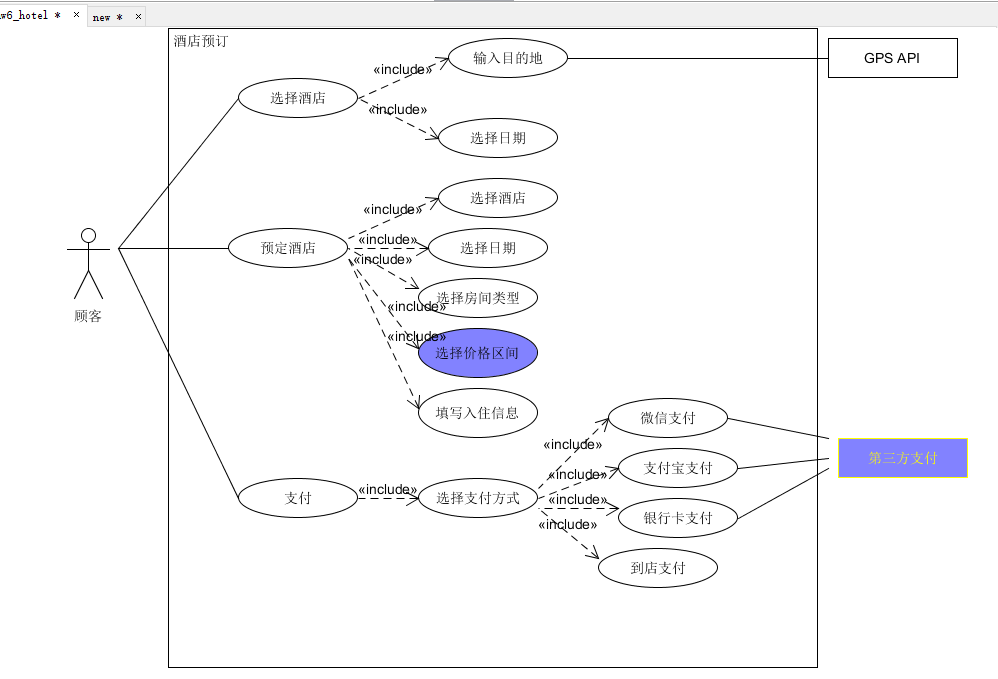 w6_hotel * ×
new * ×
酒店预订
输入目的地
GPS API
«include»
选择酒店
«include»
选择日期
选择酒店
«include»
预定酒店
«include»
选择日期
«include»
选择房间类型
«include»
顾客
«include»
选择价格区间
填写入住信息
微信支付
«include»
第三方支付
支付宝支付
«include»
支付
«include»
选择支付方式
«include»
银行卡支付
«include»
到店支付